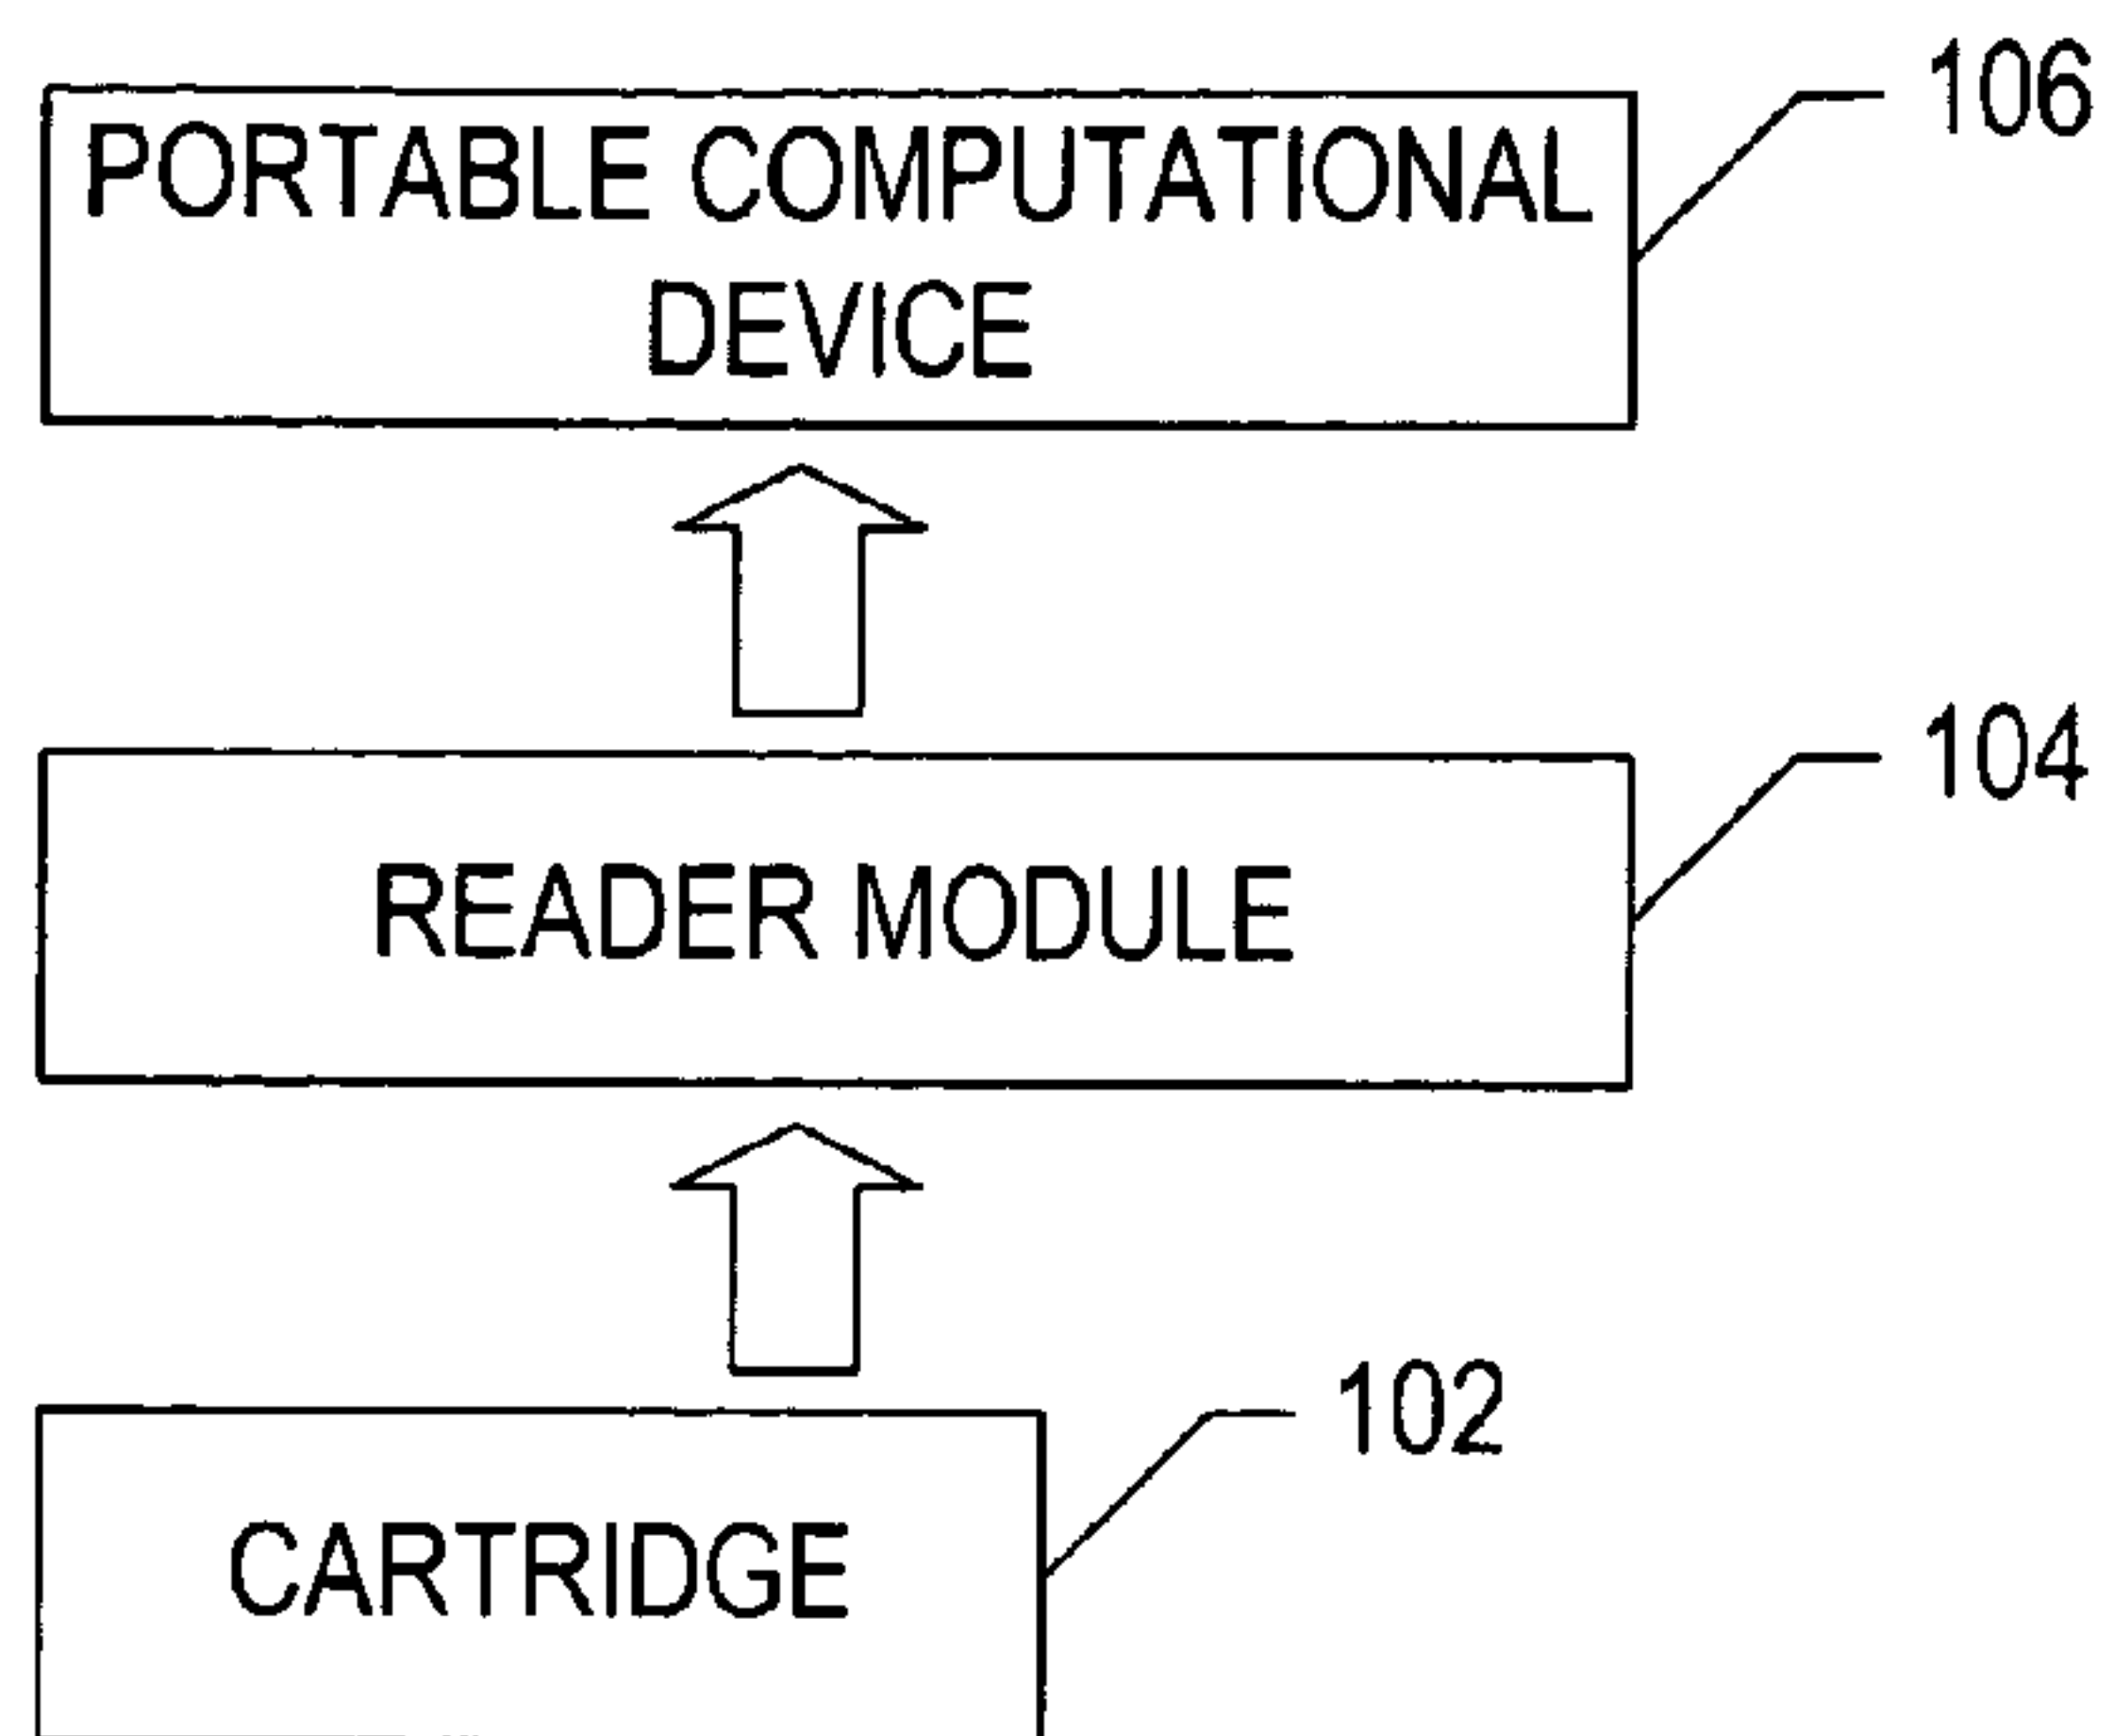 106
PORTABLE COMPUTATIONAL
DEVICE
104
READER MODULE
102
CARTRIDGE